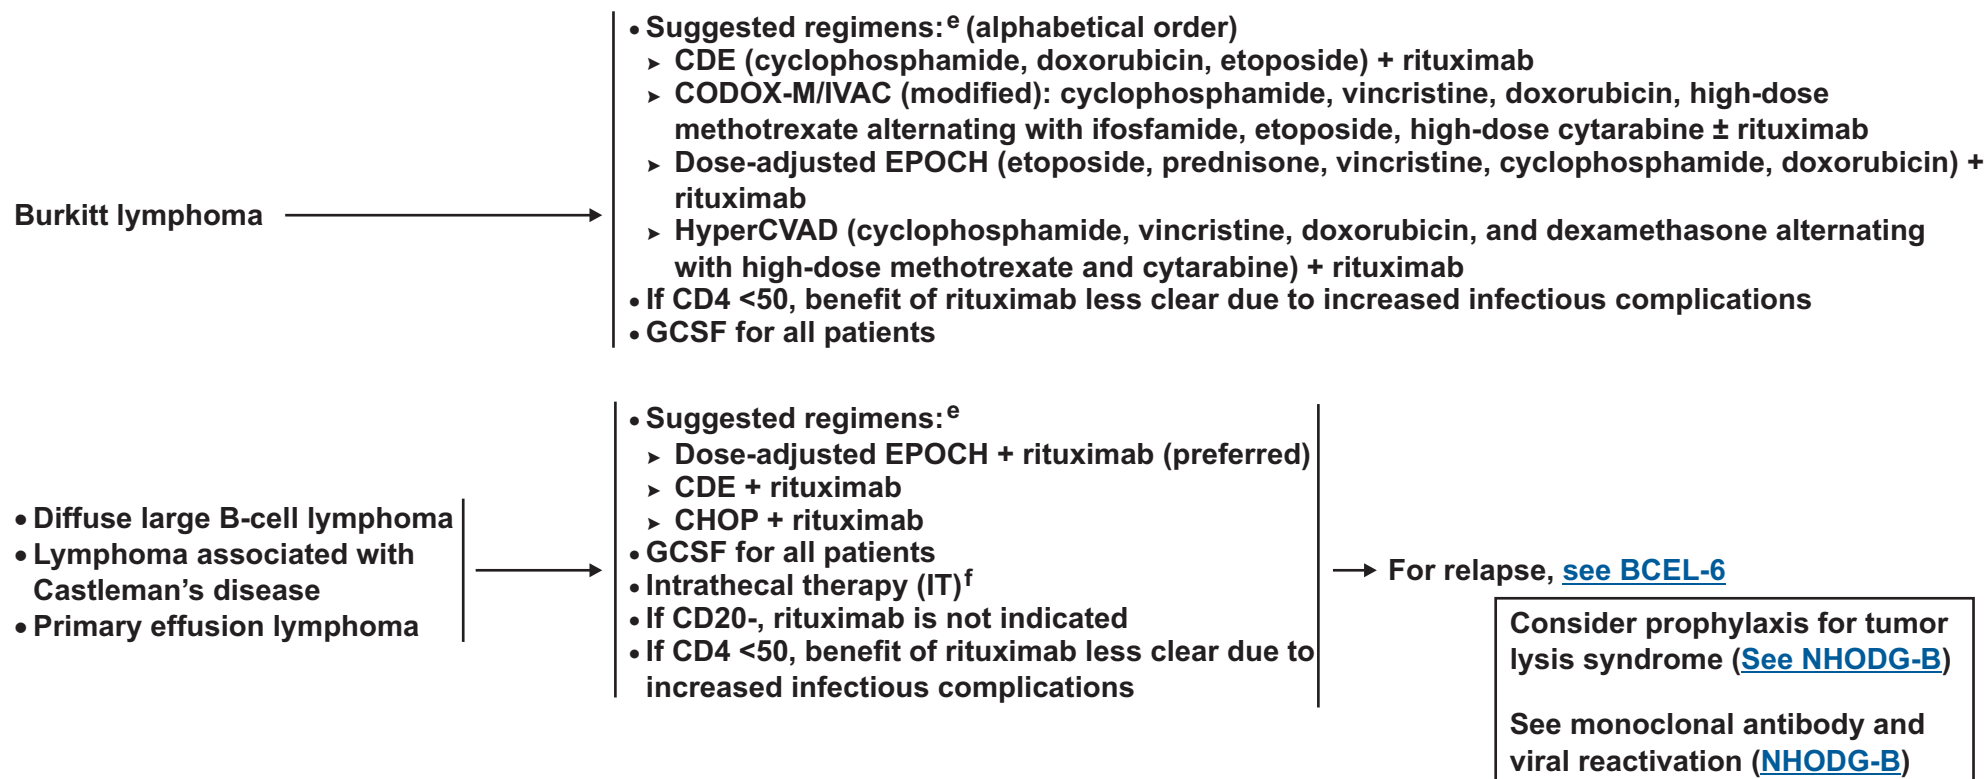 • Suggested regimens:e (alphabetical order)
➤ CDE (cyclophosphamide, doxorubicin, etoposide) + rituximab
➤ CODOX-M/IVAC (modified): cyclophosphamide, vincristine, doxorubicin, high-dose
methotrexate alternating with ifosfamide, etoposide, high-dose cytarabine ± rituximab
➤ Dose-adjusted EPOCH (etoposide, prednisone, vincristine, cyclophosphamide, doxorubicin) +
rituximab
Burkitt lymphoma
➤ HyperCVAD (cyclophosphamide, vincristine, doxorubicin, and dexamethasone alternating
with high-dose methotrexate and cytarabine) + rituximab
• If CD4 <50, benefit of rituximab less clear due to increased infectious complications
• GCSF for all patients
• Diffuse large B-cell lymphoma
• Lymphoma associated with
Castleman’s disease
• Primary effusion lymphoma
• Suggested regimens:e
➤ Dose-adjusted EPOCH + rituximab (preferred)
➤ CDE + rituximab
➤ CHOP + rituximab
• GCSF for all patients
• Intrathecal therapy (IT)f
• If CD20-, rituximab is not indicated
• If CD4 <50, benefit of rituximab less clear due to
increased infectious complications
For relapse, see BCEL-6
Consider prophylaxis for tumor
lysis syndrome (See NHODG-B)
See monoclonal antibody and
viral reactivation (NHODG-B)